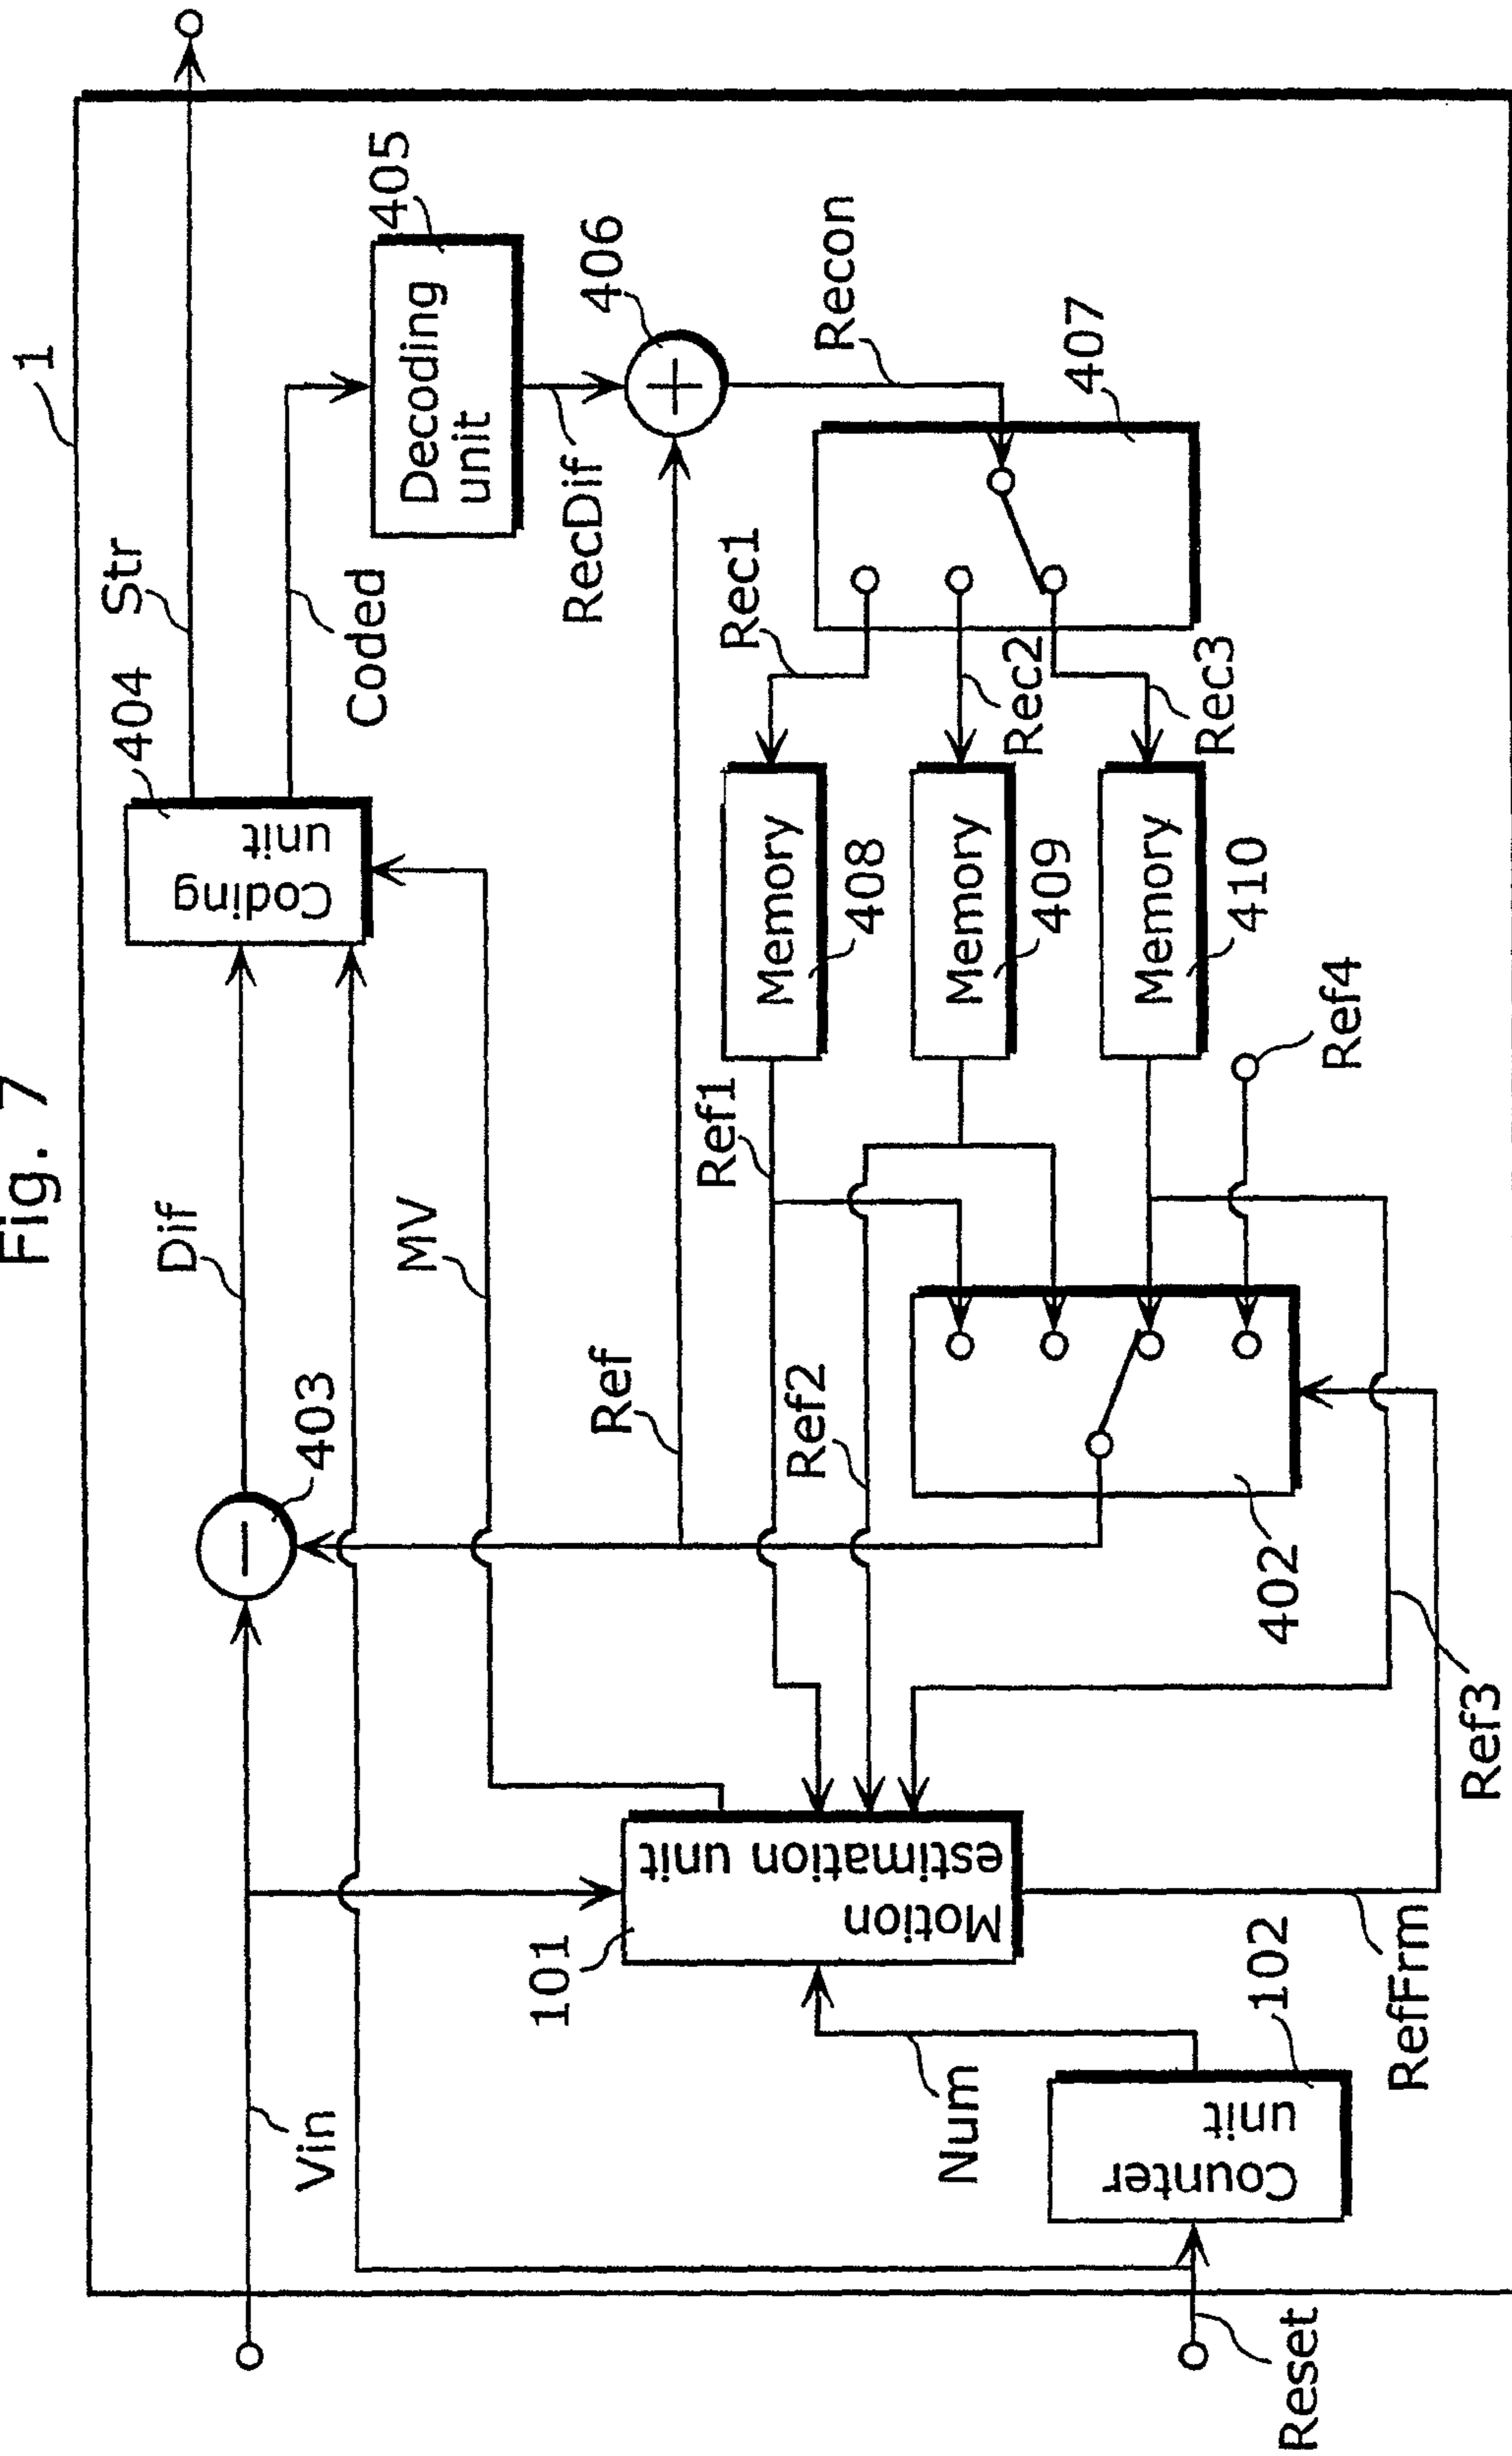 Fig. 7
1
Vin
403
Dif
404
Str
Coding
unit
Coded
405
Decoding
unit
RecDif
406
MV
Ref
Recon
407
101
Motion
estimation unit
Ref1
Rec1
Memory
408
Ref2
Rec2
Memory
409
Rec3
Memory
410
Ref4
402
Num
102
Counter
unit
Reset
RefFrm
Ref3